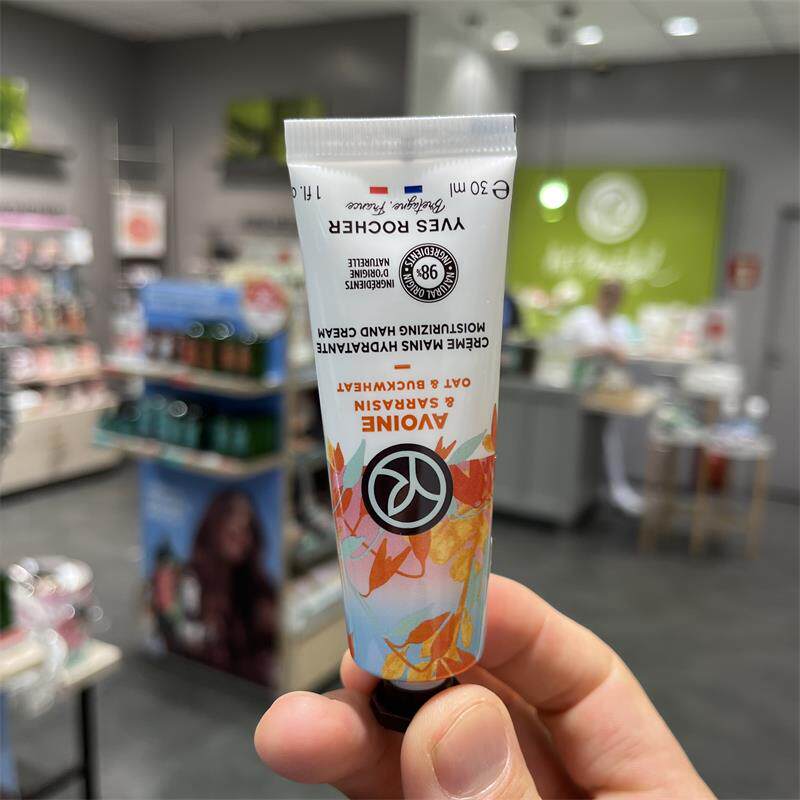 AVOINE
& SARRASIN
OAT & BUCKWHEAT
CRÈME MAINS HYDRATANTE
MOISTURIZING HAND CREAM
NATURAL ORIGIN
98%
INGREDIENTS
INGRÉDIENTS
D'ORIGINE
NATURELLE
YVES ROCHER
Bretagne, France
℮ 30 ml
1 fl. o